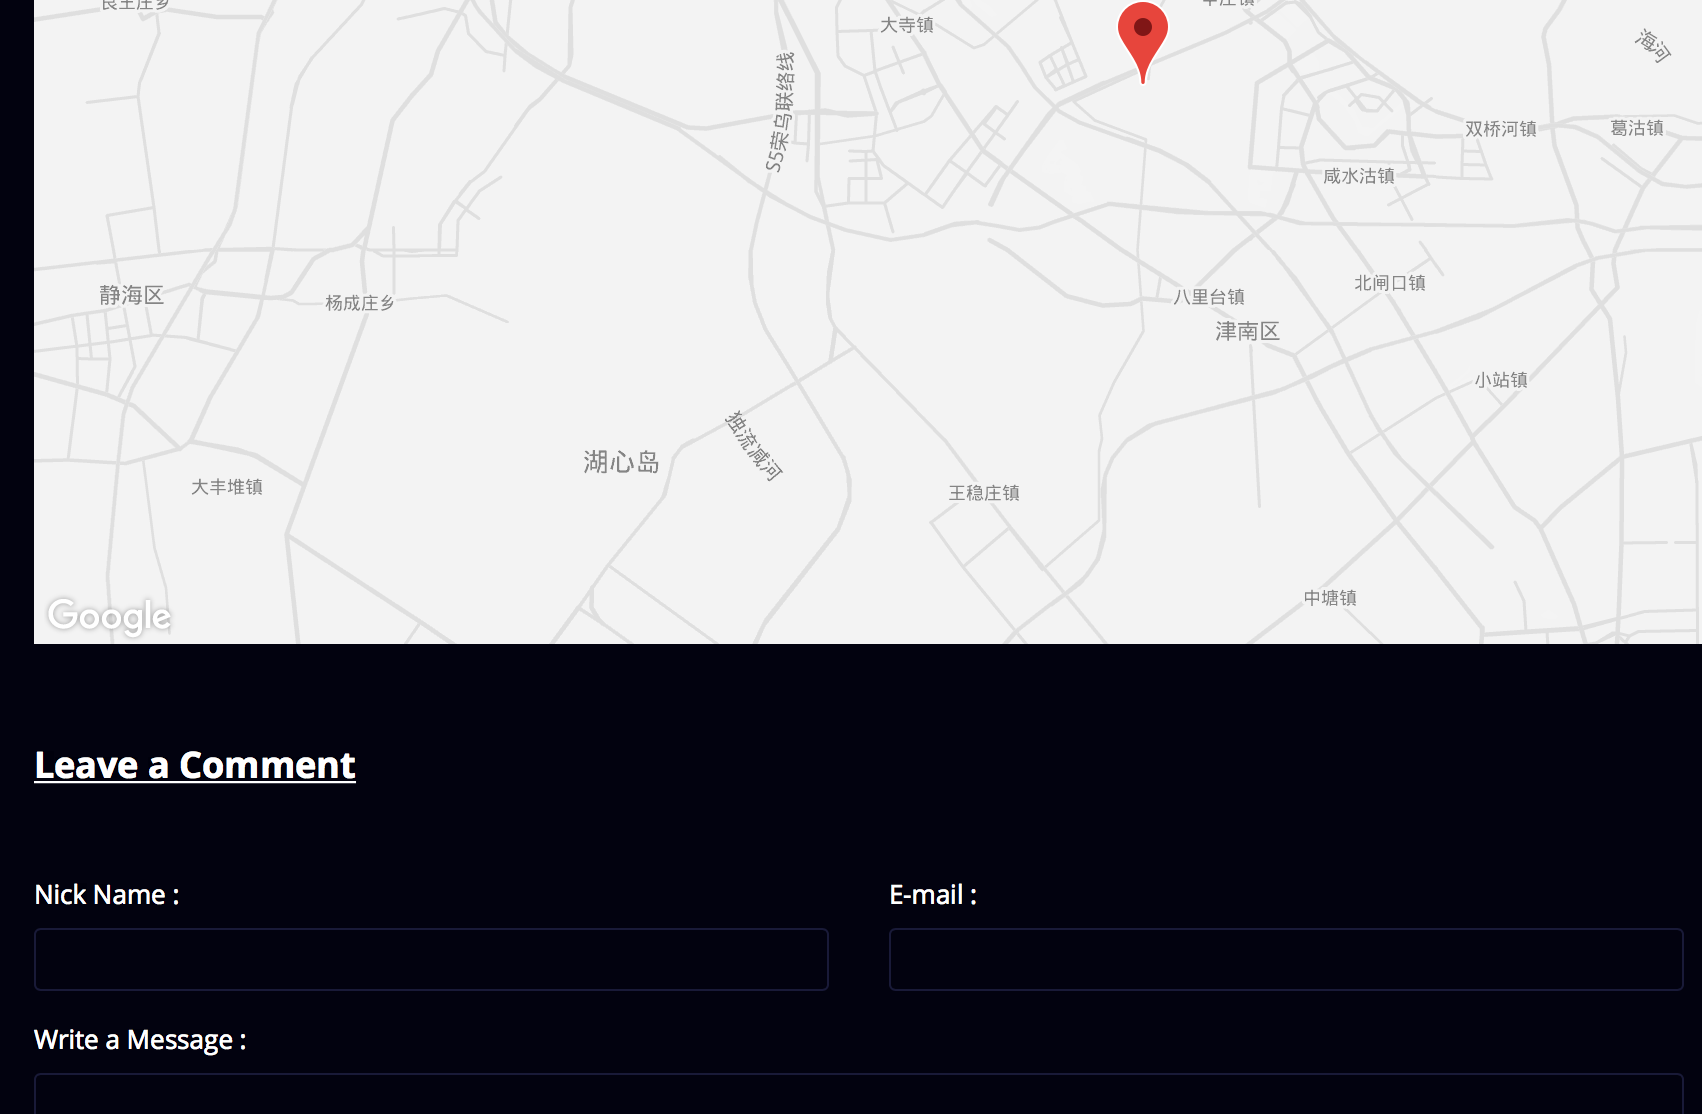 大寺镇
海河
S5荣乌联络线
双桥河镇
葛沽镇
咸水沽镇
静海区
杨成庄乡
北闸口镇
八里台镇
津南区
小站镇
独流减河
湖心岛
大丰堆镇
王稳庄镇
中塘镇
Google
Leave a Comment
Nick Name :
E-mail :
Write a Message :